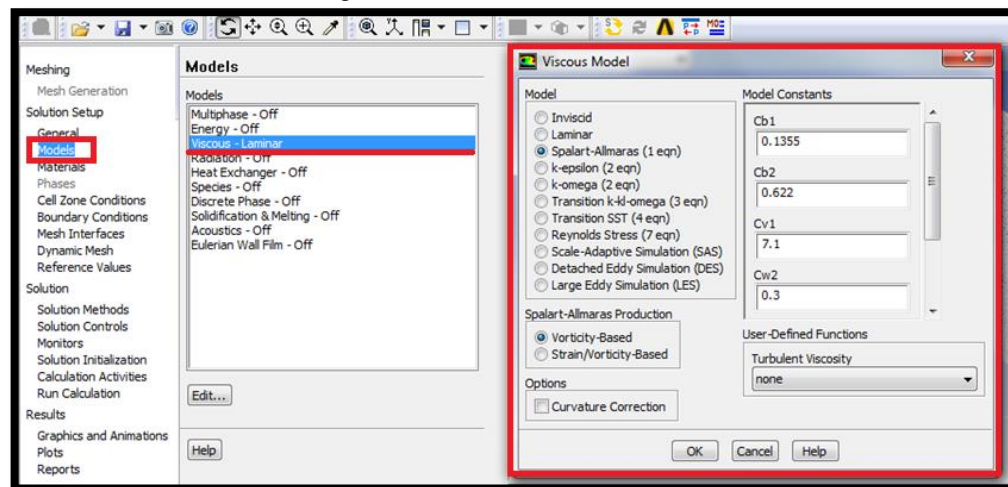 Meshing
Mesh Generation
Solution Setup
General
Models
Materials
Phases
Cell Zone Conditions
Boundary Conditions
Mesh Interfaces
Dynamic Mesh
Reference Values
Solution
Solution Methods
Solution Controls
Monitors
Solution Initialization
Calculation Activities
Run Calculation
Results
Graphics and Animations
Plots
Reports
Models
Models
Multiphase - Off
Energy - Off
Viscous - Laminar
Radiation - Off
Heat Exchanger - Off
Species - Off
Discrete Phase - Off
Solidification & Melting - Off
Acoustics - Off
Eulerian Wall Film - Off
Edit...
Help
Viscous Model
Model
Inviscid
Laminar
Spalart-Allmaras (1 eqn)
k-epsilon (2 eqn)
k-omega (2 eqn)
Transition k-kl-omega (3 eqn)
Transition SST (4 eqn)
Reynolds Stress (7 eqn)
Scale-Adaptive Simulation (SAS)
Detached Eddy Simulation (DES)
Large Eddy Simulation (LES)
Spalart-Allmaras Production
Vorticity-Based
Strain/Vorticity-Based
Options
Curvature Correction
Model Constants
Cb1
0.1355
Cb2
0.622
Cv1
7.1
Cw2
0.3
User-Defined Functions
Turbulent Viscosity
none
OK
Cancel
Help